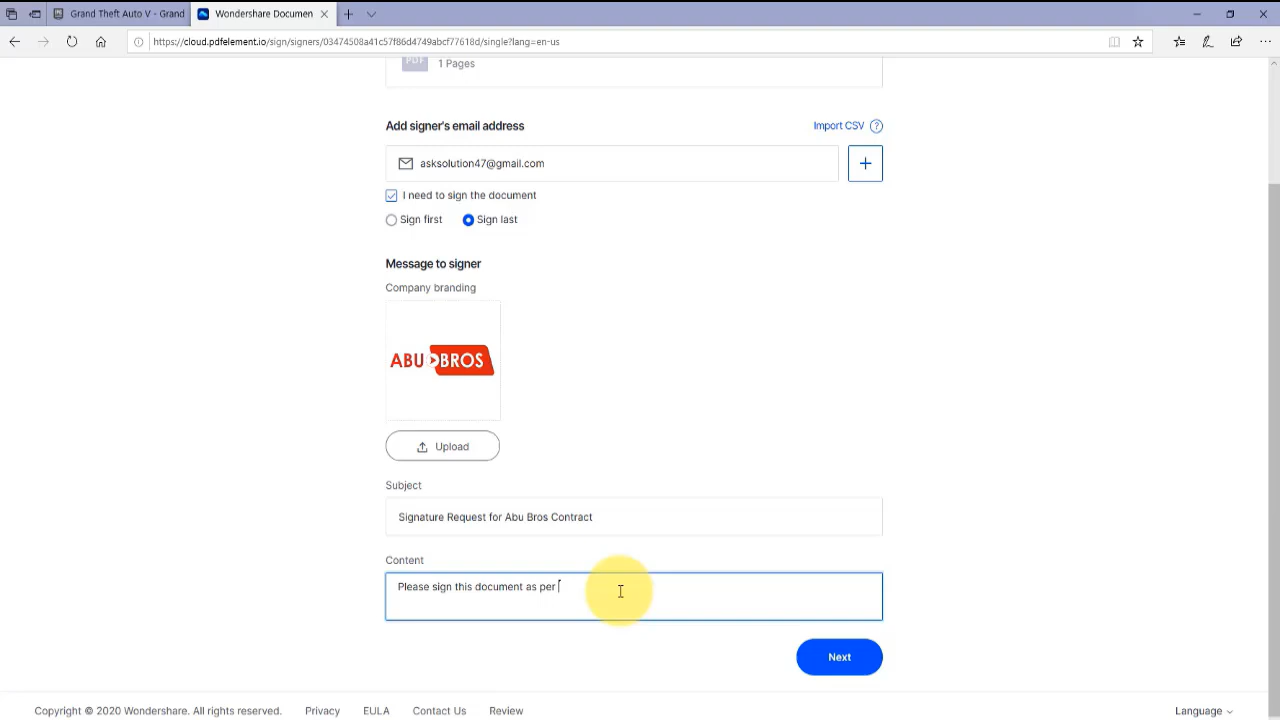 Grand Theft Auto V - Grand
Wondershare Documen
https://cloud.pdfelement.io/sign/signers/03474508a41c57f86d4749abcf77618d/single?lang=en-us
PDF
1 Pages
Add signer's email address
Import CSV ?
asksolution47@gmail.com
I need to sign the document
Sign first
Sign last
Message to signer
Company branding
ABU BROS
Upload
Subject
Signature Request for Abu Bros Contract
Content
Please sign this document as per
Next
Copyright © 2020 Wondershare. All rights reserved.
Privacy
EULA
Contact Us
Review
Language